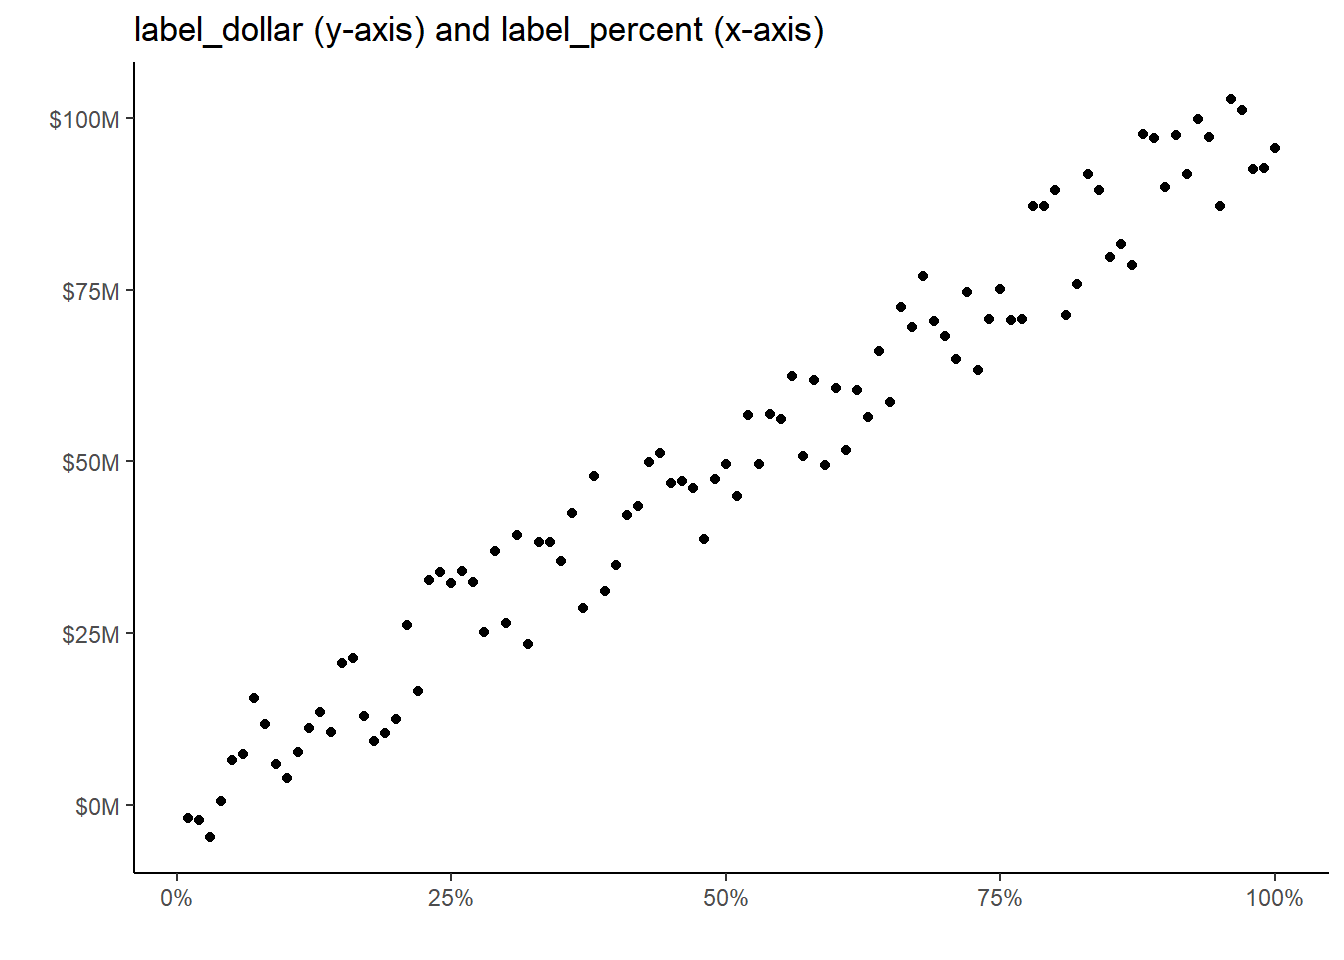 label_dollar (y-axis) and label_percent (x-axis)
$100M
$75M
$50M
$25M
$0M
0% 25% 50% 75% 100%